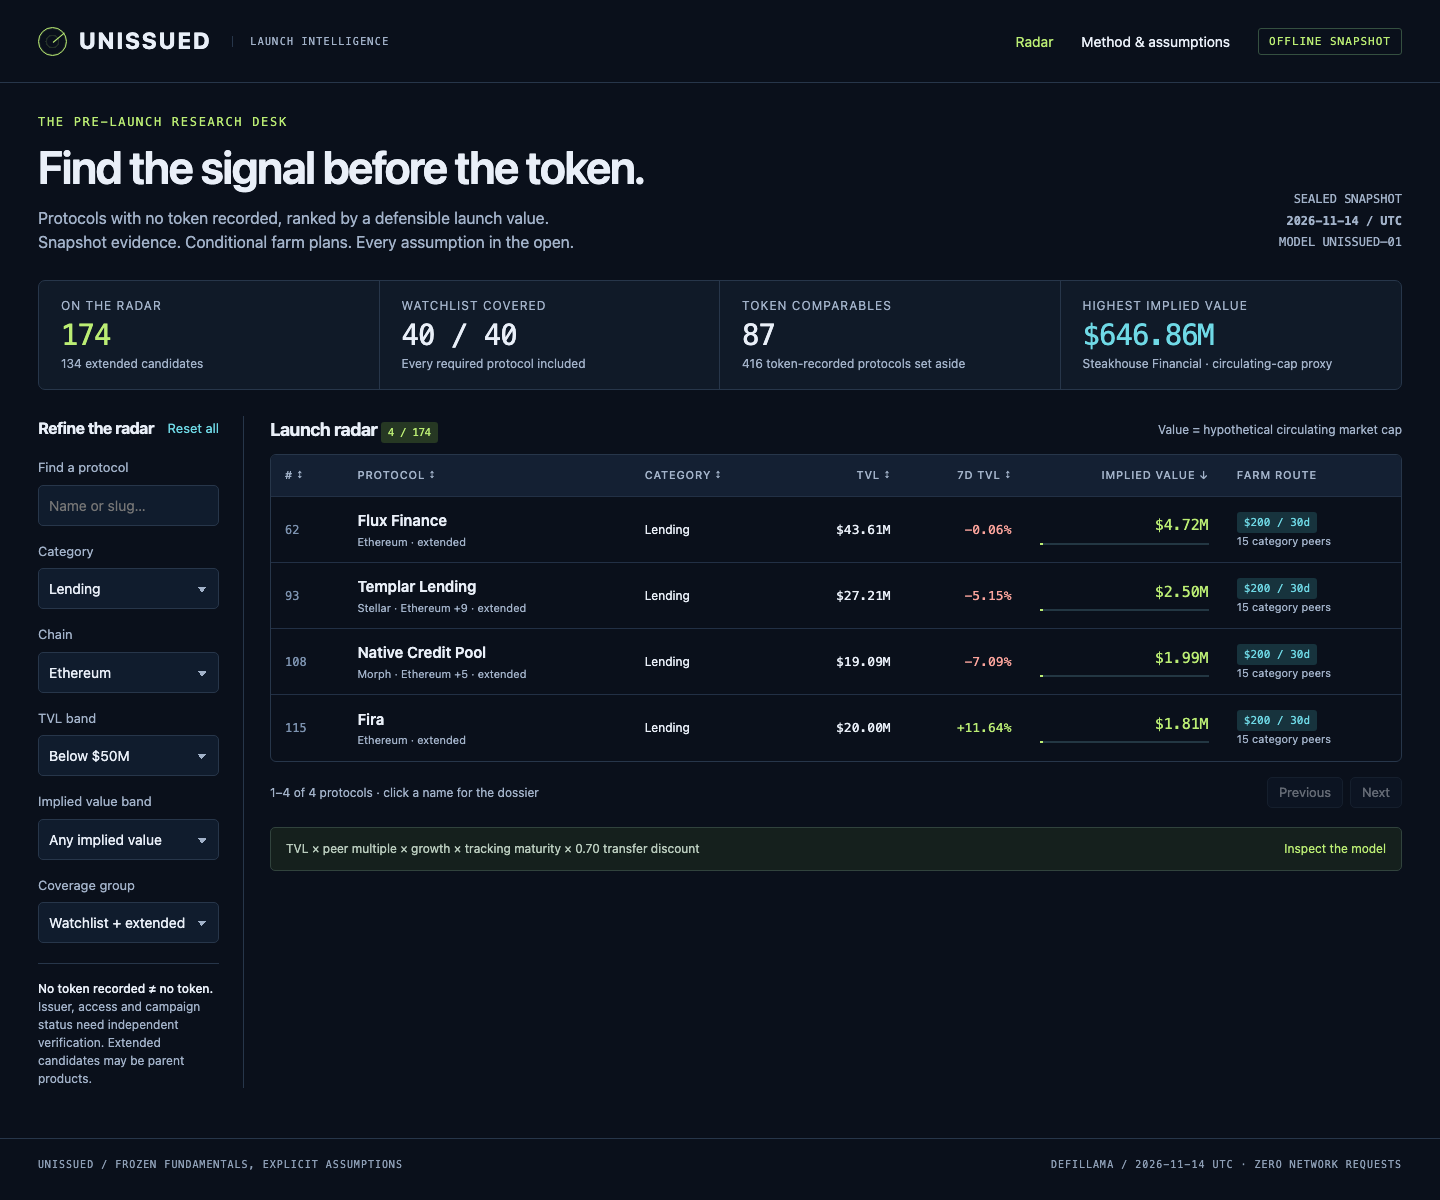 UNISSUED
LAUNCH INTELLIGENCE
Radar
Method & assumptions
OFFLINE SNAPSHOT
THE PRE-LAUNCH RESEARCH DESK
Find the signal before the token.
Protocols with no token recorded, ranked by a defensible launch value.
Snapshot evidence. Conditional farm plans. Every assumption in the open.
SEALED SNAPSHOT
2026-11-14 / UTC
MODEL UNISSUED-01
ON THE RADAR
174
134 extended candidates
WATCHLIST COVERED
40 / 40
Every required protocol included
TOKEN COMPARABLES
87
416 token-recorded protocols set aside
HIGHEST IMPLIED VALUE
$646.86M
Steakhouse Financial · circulating-cap proxy
Refine the radar
Reset all
Find a protocol
Name or slug...
Category
Lending
Chain
Ethereum
TVL band
Below $50M
Implied value band
Any implied value
Coverage group
Watchlist + extended
No token recorded ≠ no token.
Issuer, access and campaign
status need independent
verification. Extended
candidates may be parent
products.
Launch radar 4 / 174
Value = hypothetical circulating market cap
# ↕ PROTOCOL ↕ CATEGORY ↕ TVL ↕ 7D TVL ↕ IMPLIED VALUE ↓ FARM ROUTE
62 Flux Finance Lending $43.61M −0.06% $4.72M $200 / 30d
Ethereum · extended 15 category peers
93 Templar Lending Lending $27.21M −5.15% $2.50M $200 / 30d
Stellar · Ethereum +9 · extended 15 category peers
108 Native Credit Pool Lending $19.09M −7.09% $1.99M $200 / 30d
Morph · Ethereum +5 · extended 15 category peers
115 Fira Lending $20.00M +11.64% $1.81M $200 / 30d
Ethereum · extended 15 category peers
1–4 of 4 protocols · click a name for the dossier
Previous
Next
TVL × peer multiple × growth × tracking maturity × 0.70 transfer discount
Inspect the model
UNISSUED / FROZEN FUNDAMENTALS, EXPLICIT ASSUMPTIONS
DEFILLAMA / 2026-11-14 UTC · ZERO NETWORK REQUESTS